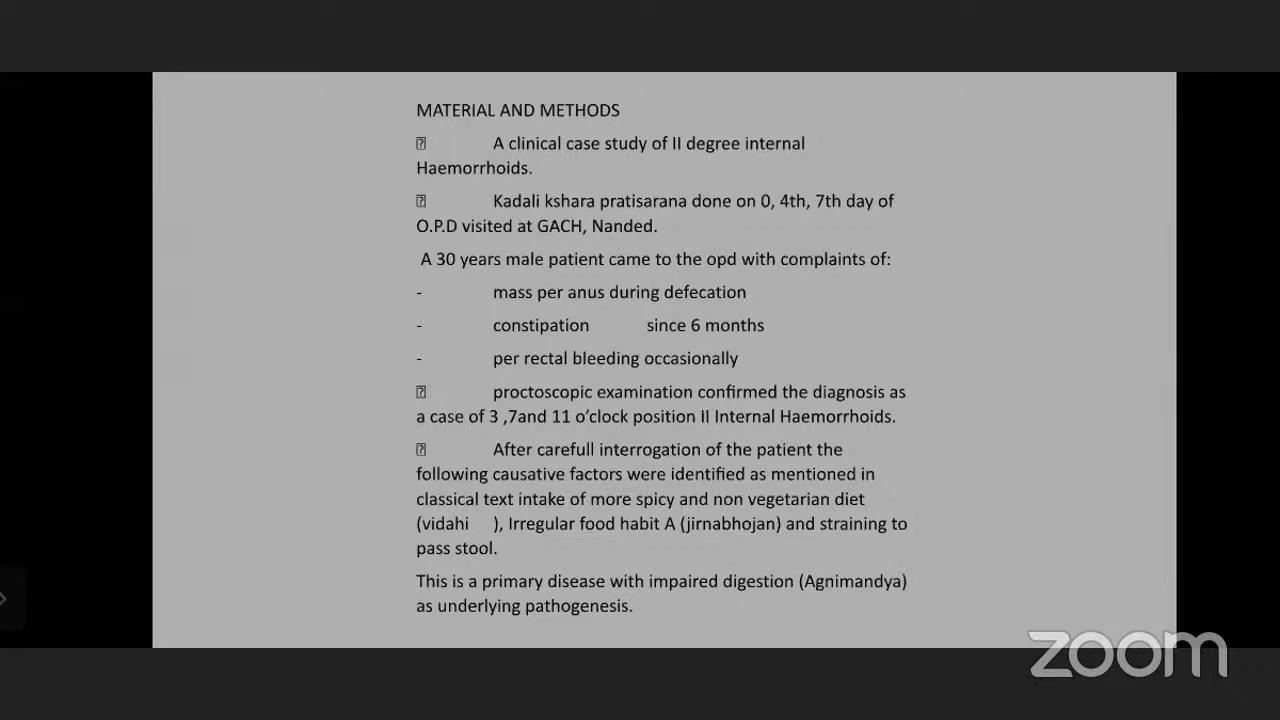 MATERIAL AND METHODS
A clinical case study of II degree internal
Haemorrhoids.
Kadali kshara pratisarana done on 0, 4th, 7th day of
O.P.D visited at GACH, Nanded.
A 30 years male patient came to the opd with complaints of:
- mass per anus during defecation
- constipation since 6 months
- per rectal bleeding occasionally
proctoscopic examination confirmed the diagnosis as
a case of 3 ,7and 11 o’clock position II Internal Haemorrhoids.
After carefull interrogation of the patient the
following causative factors were identified as mentioned in
classical text intake of more spicy and non vegetarian diet
(vidahi ), Irregular food habit A (jirnabhojan) and straining to
pass stool.
This is a primary disease with impaired digestion (Agnimandya)
as underlying pathogenesis.
zoom